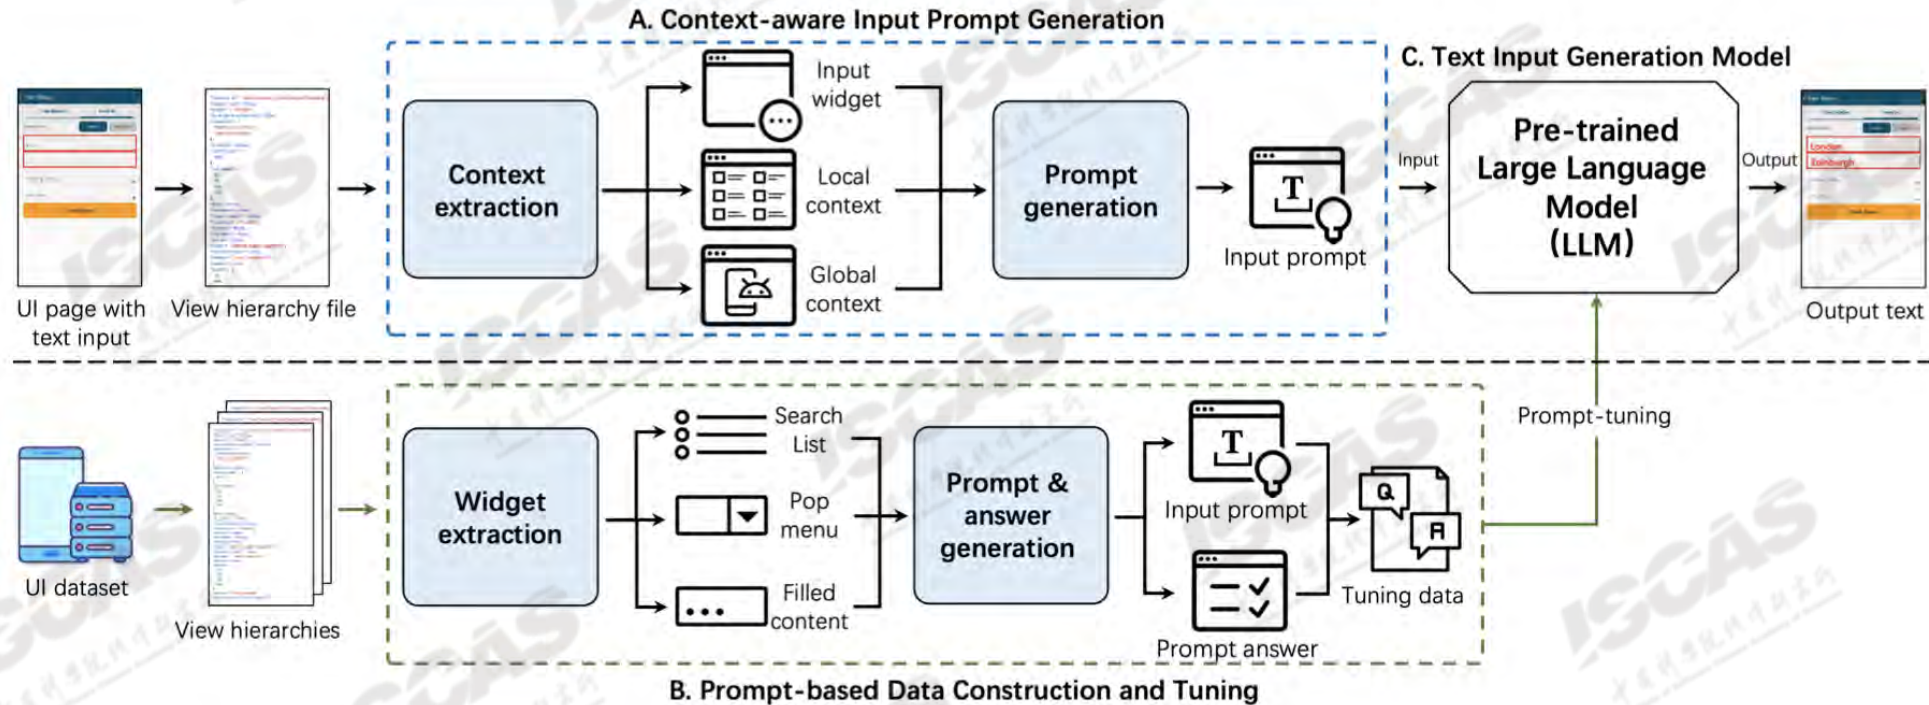 A. Context-aware Input Prompt Generation
C. Text Input Generation Model
UI page with
text input
View hierarchy file
Context
extraction
Input
widget
Local
context
Global
context
Prompt
generation
T
Input prompt
Input
Pre-trained
Large Language
Model
(LLM)
Output
London
Edinburgh
Output text
UI dataset
View hierarchies
Widget
extraction
Search
List
Pop
menu
Filled
content
Prompt &
answer
generation
T
Input prompt
Prompt answer
Q
A
Tuning data
Prompt-tuning
B. Prompt-based Data Construction and Tuning
ISCAS